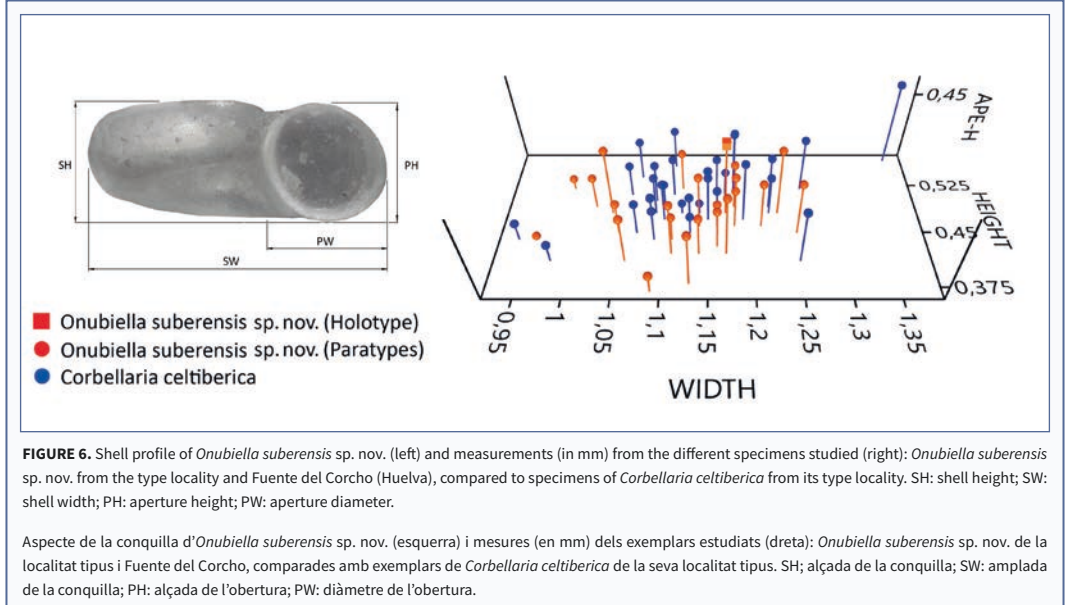 SH
PH
PW
SW
Onubiella suberensis sp. nov. (Holotype)
Onubiella suberensis sp. nov. (Paratypes)
Corbellaria celtiberica
0,45
APE-H
0,525
HEIGHT
0,45
0,375
0,95
1
1,05
1,1
1,15
1,2
1,25
1,3
1,35
WIDTH
FIGURE 6. Shell profile of Onubiella suberensis sp. nov. (left) and measurements (in mm) from the different specimens studied (right): Onubiella suberensis
sp. nov. from the type locality and Fuente del Corcho (Huelva), compared to specimens of Corbellaria celtiberica from its type locality. SH: shell height; SW:
shell width; PH: aperture height; PW: aperture diameter.
Aspecte de la conquilla d'Onubiella suberensis sp. nov. (esquerra) i mesures (en mm) dels exemplars estudiats (dreta): Onubiella suberensis sp. nov. de la
localitat tipus i Fuente del Corcho, comparades amb exemplars de Corbellaria celtiberica de la seva localitat tipus. SH; alçada de la conquilla; SW: amplada
de la conquilla; PH: alçada de l'obertura; PW: diàmetre de l'obertura.